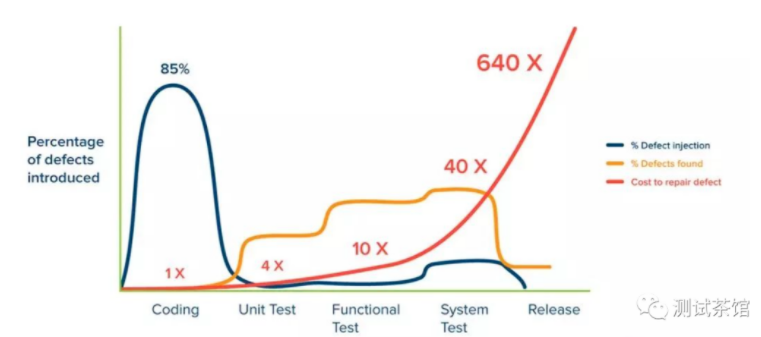 85%
640 X
Percentage
of defects
introduced
% Defect injection
% Defects found
Cost to repair defect
40 X
10 X
4 X
1 X
Coding
Unit Test
Functional
Test
System
Test
Release
测试茶馆